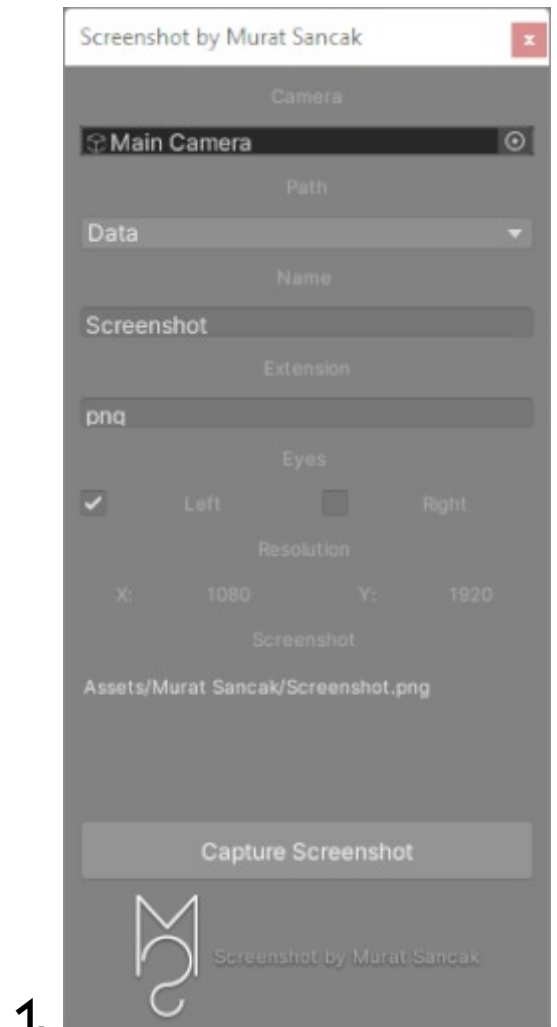 Screenshot by Murat Sancak
x
Camera
Main Camera
Path
Data
Name
Screenshot
Extension
png
Eyes
Left Right
Resolution
X: 1080 Y: 1920
Screenshot
Assets/Murat Sancak/Screenshot.png
Capture Screenshot
Screenshot by Murat Sancak
1.